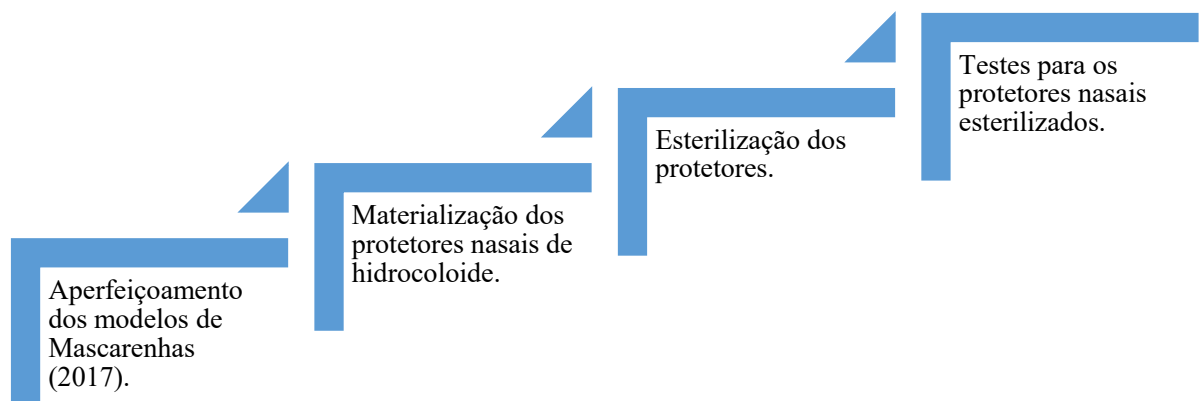 Aperfeiçoamento
dos modelos de
Mascarenhas
(2017).
Materialização dos
protetores nasais de
hidrocoloide.
Esterilização dos
protetores.
Testes para os
protetores nasais
esterilizados.